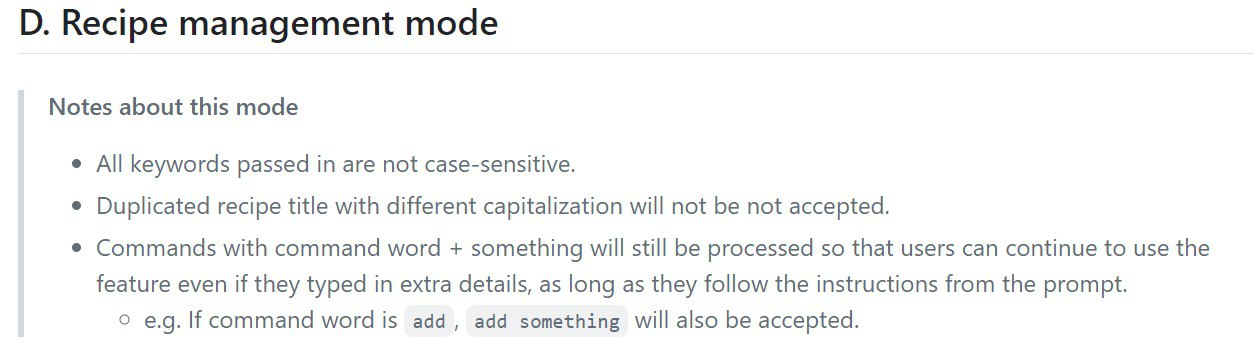 D. Recipe management mode
Notes about this mode
• All keywords passed in are not case-sensitive.
• Duplicated recipe title with different capitalization will not be not accepted.
• Commands with command word + something will still be processed so that users can continue to use the
feature even if they typed in extra details, as long as they follow the instructions from the prompt.
○ e.g. If command word is add, add something will also be accepted.